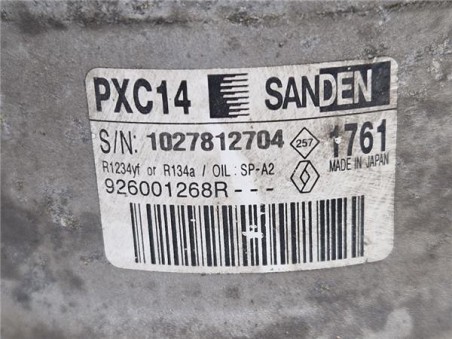 PXC14 SANDEN
S/N: 1027812704 257 1761
R1234yf or R134a / OIL: SP-A2 MADE IN JAPAN
926001268R---